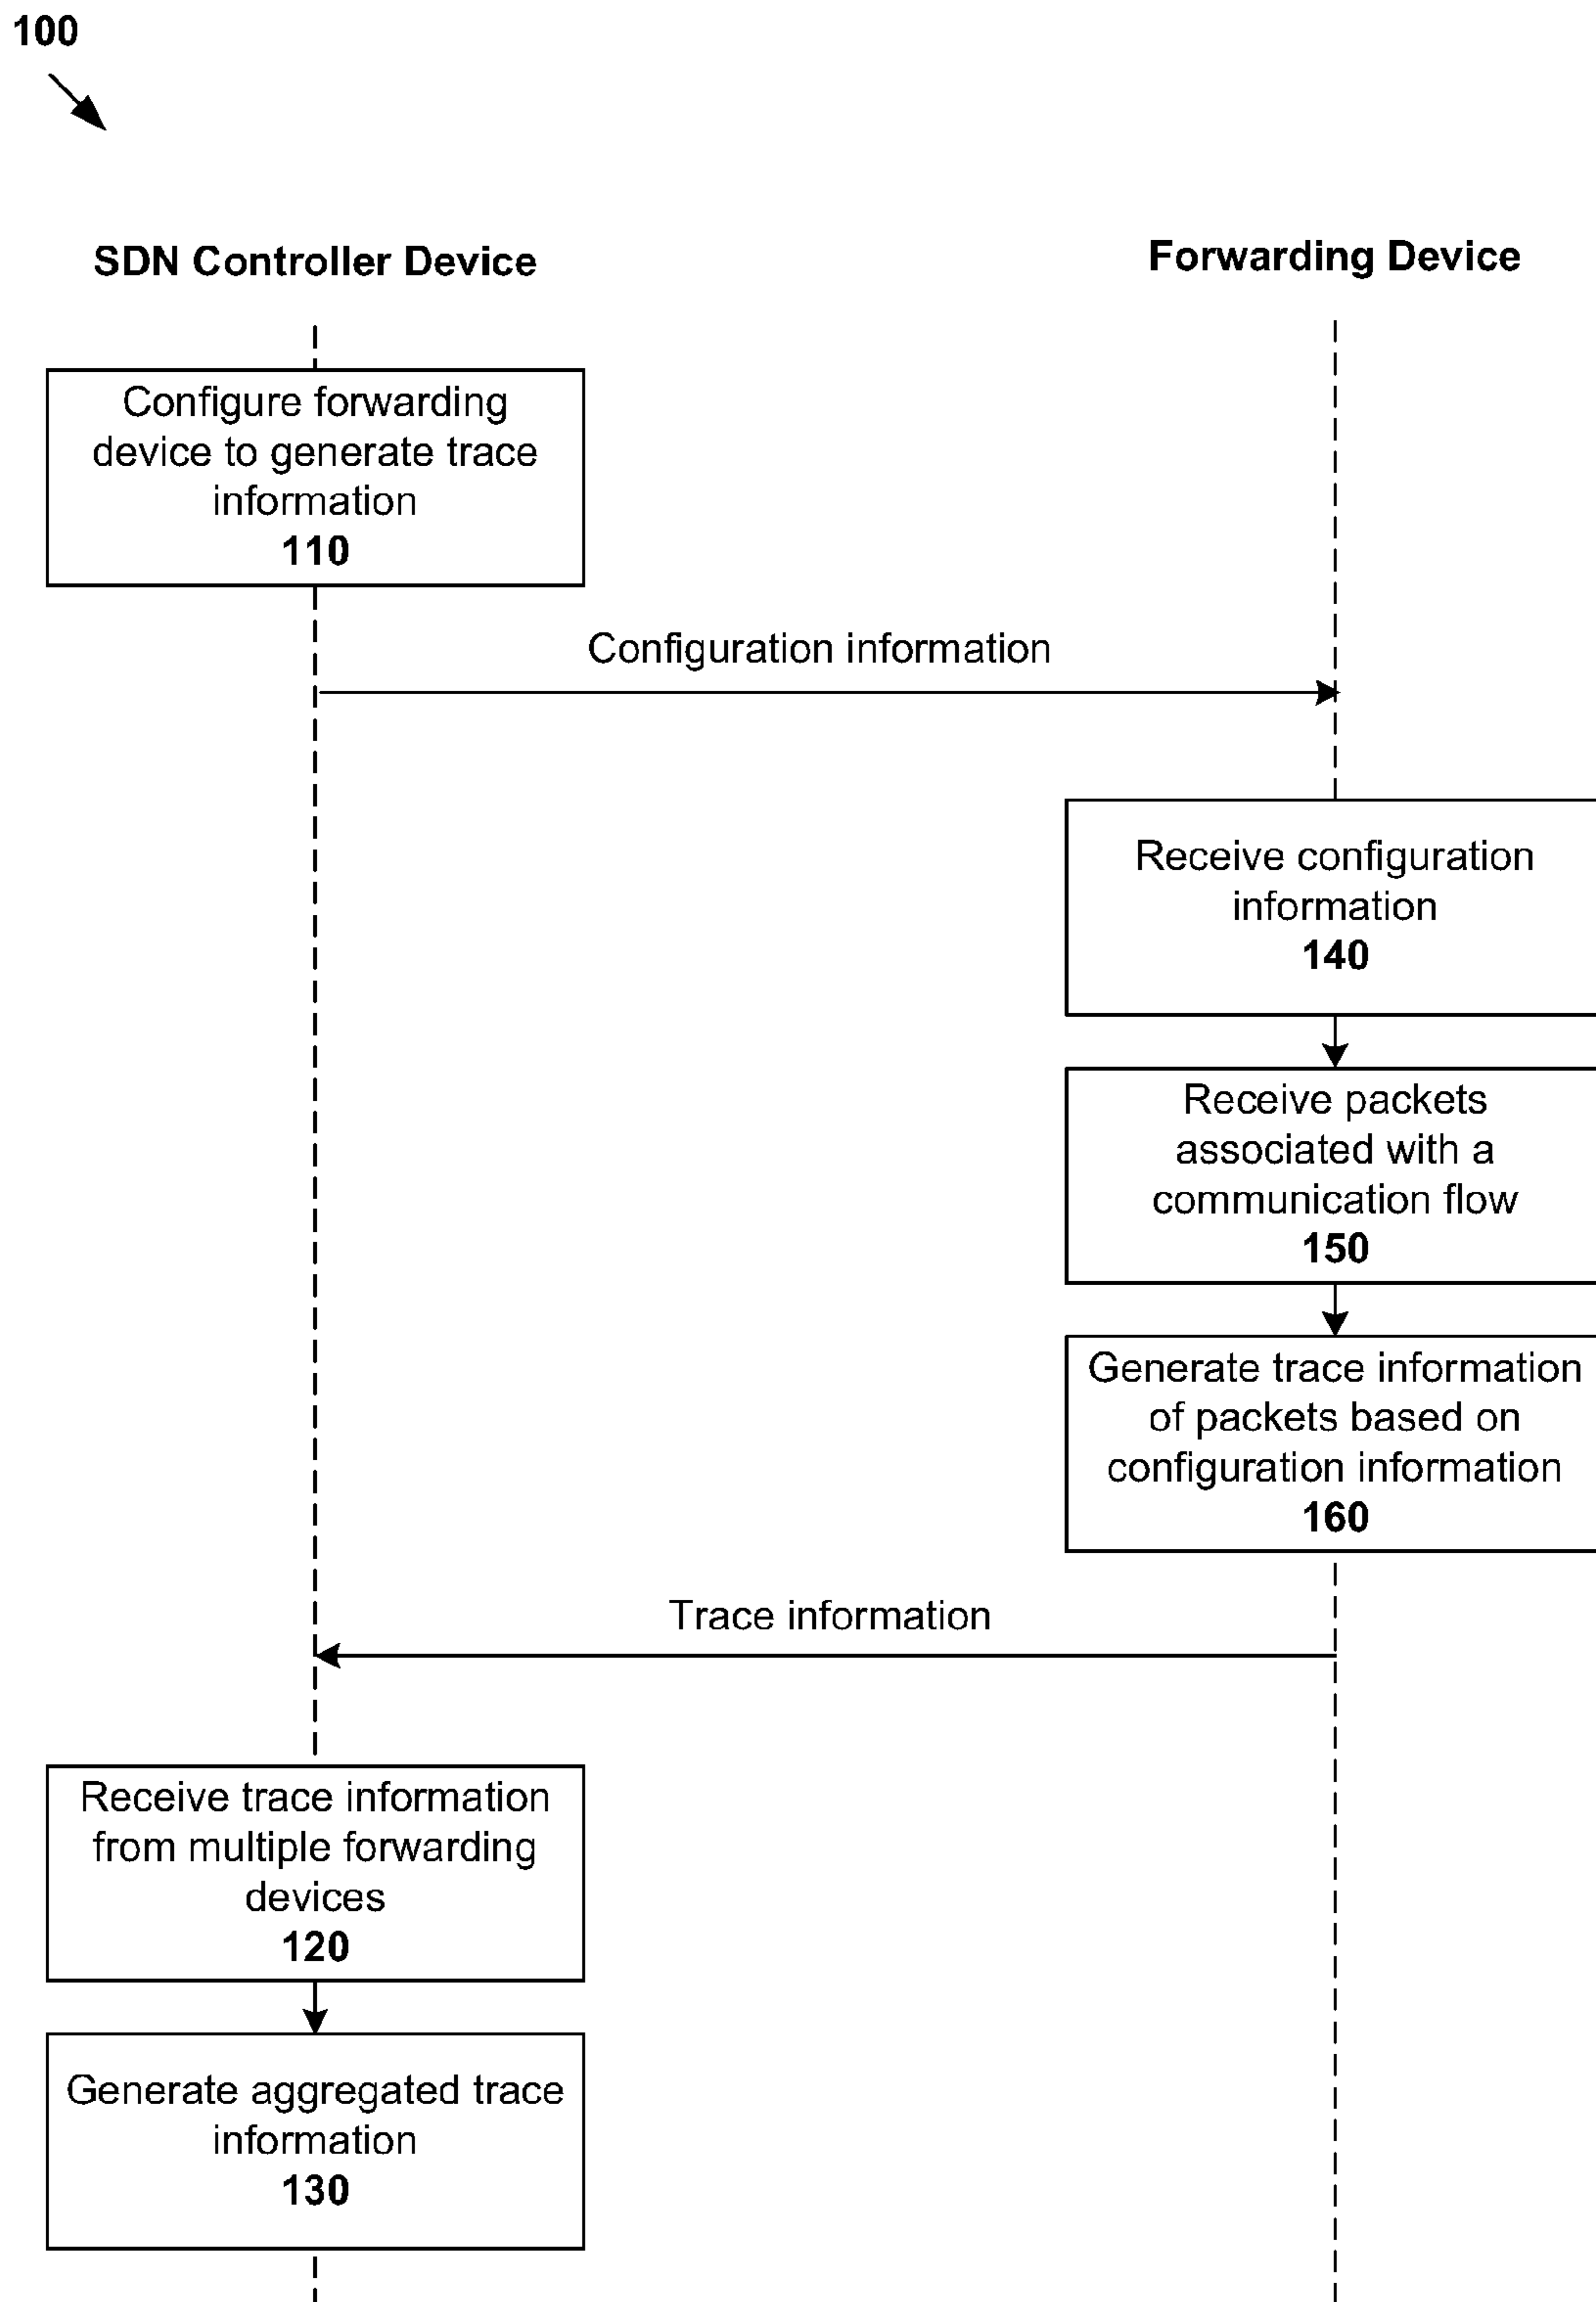 100
SDN Controller Device
Forwarding Device
Configure forwarding
device to generate trace
information
110
Configuration information
Receive configuration
information
140
Receive packets
associated with a
communication flow
150
Generate trace information
of packets based on
configuration information
160
Trace information
Receive trace information
from multiple forwarding
devices
120
Generate aggregated trace
information
130